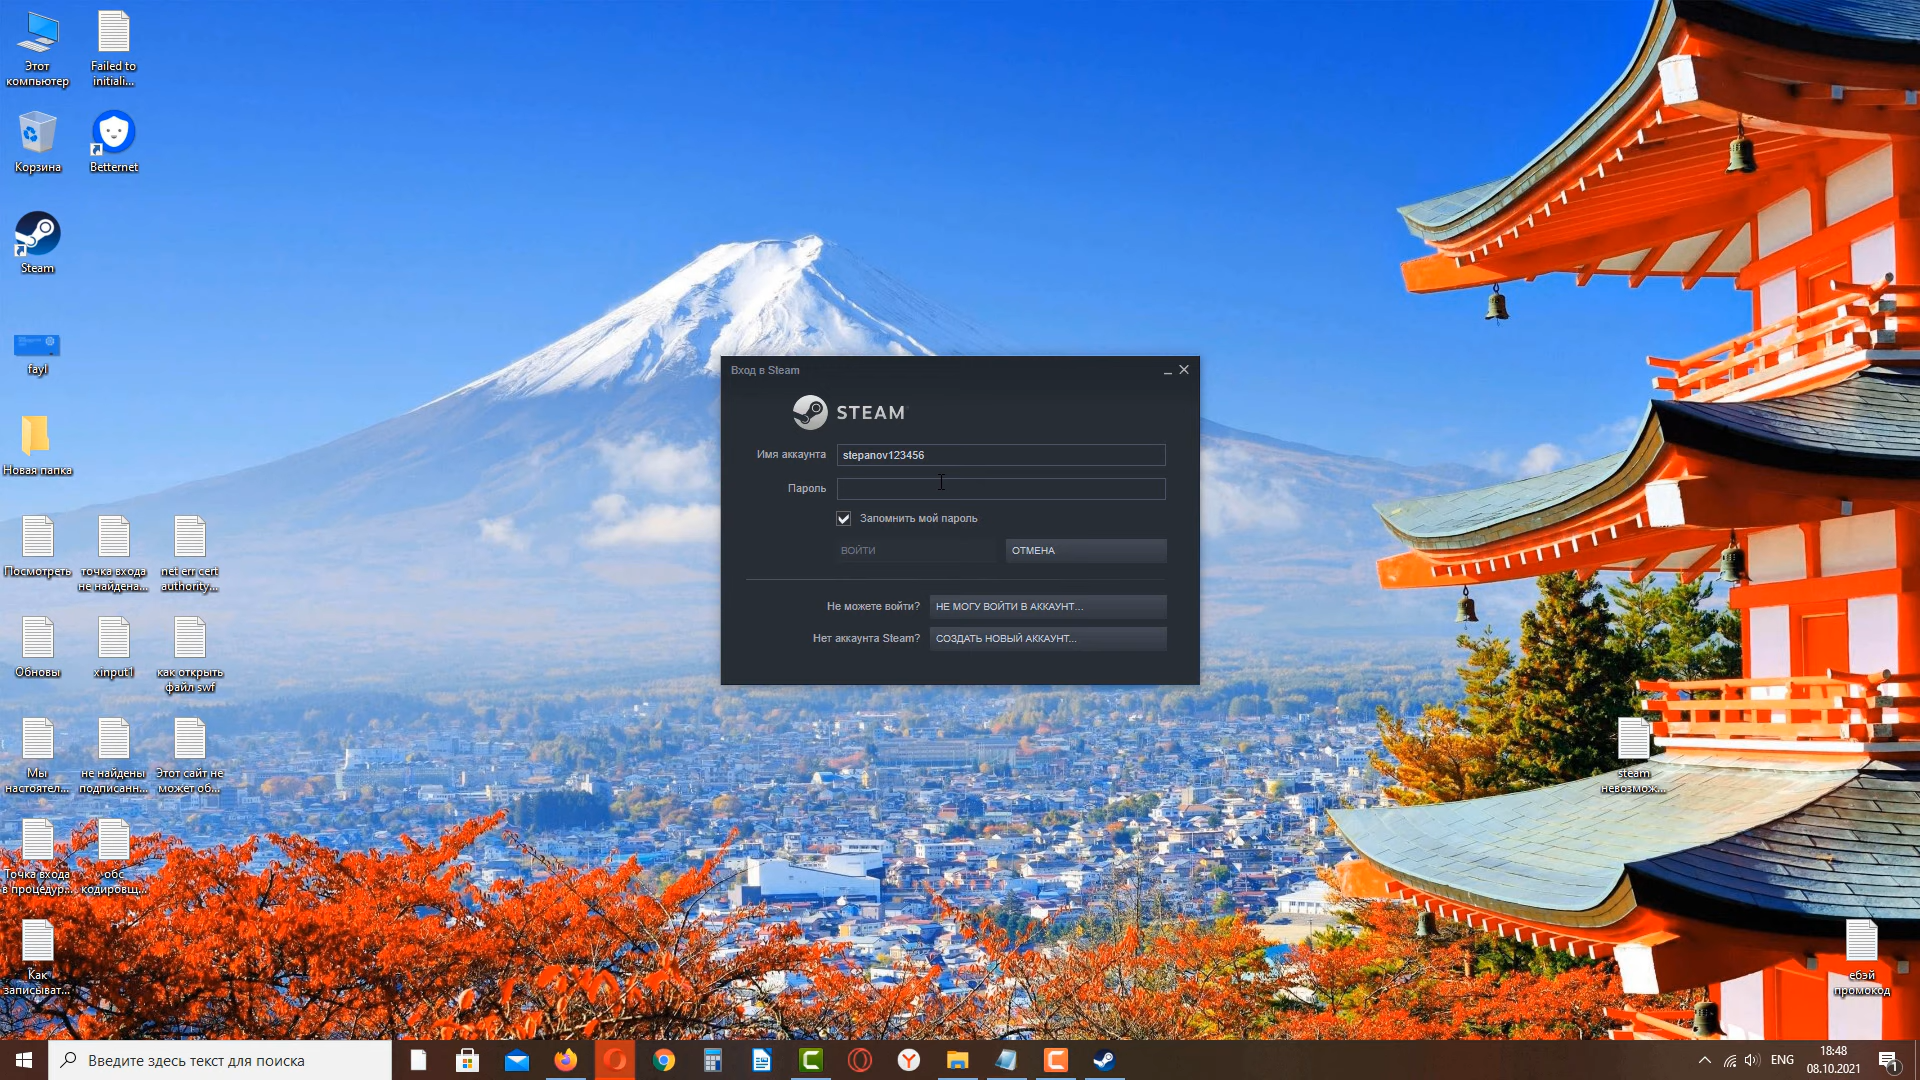 Этот
компьютер
Failed to
initiali...
Корзина
Betternet
Steam
fayl
Новая папка
Посмотреть
точка входа
не найдена...
net err cert
authority...
Обновы
xinput1
как открыть
файл swf
Мы
настоятел...
не найдены
подписанн...
Этот сайт не
может об...
Точка входа
в процедур...
обс
кодировщ...
Как
записыват...
Вход в Steam
STEAM
Имя аккаунта
stepanov123456
Пароль
Запомнить мой пароль
ВОЙТИ
ОТМЕНА
Не можете войти?
НЕ МОГУ ВОЙТИ В АККАУНТ...
Нет аккаунта Steam?
СОЗДАТЬ НОВЫЙ АККАУНТ...
steam
невозмож...
ебэй
промокод
Введите здесь текст для поиска
ENG
18:48
08.10.2021
1